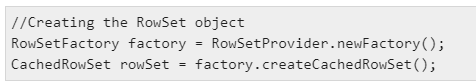 //Creating the RowSet object
RowSetFactory factory = RowSetProvider.newFactory();
CachedRowSet rowSet = factory.createCachedRowSet();